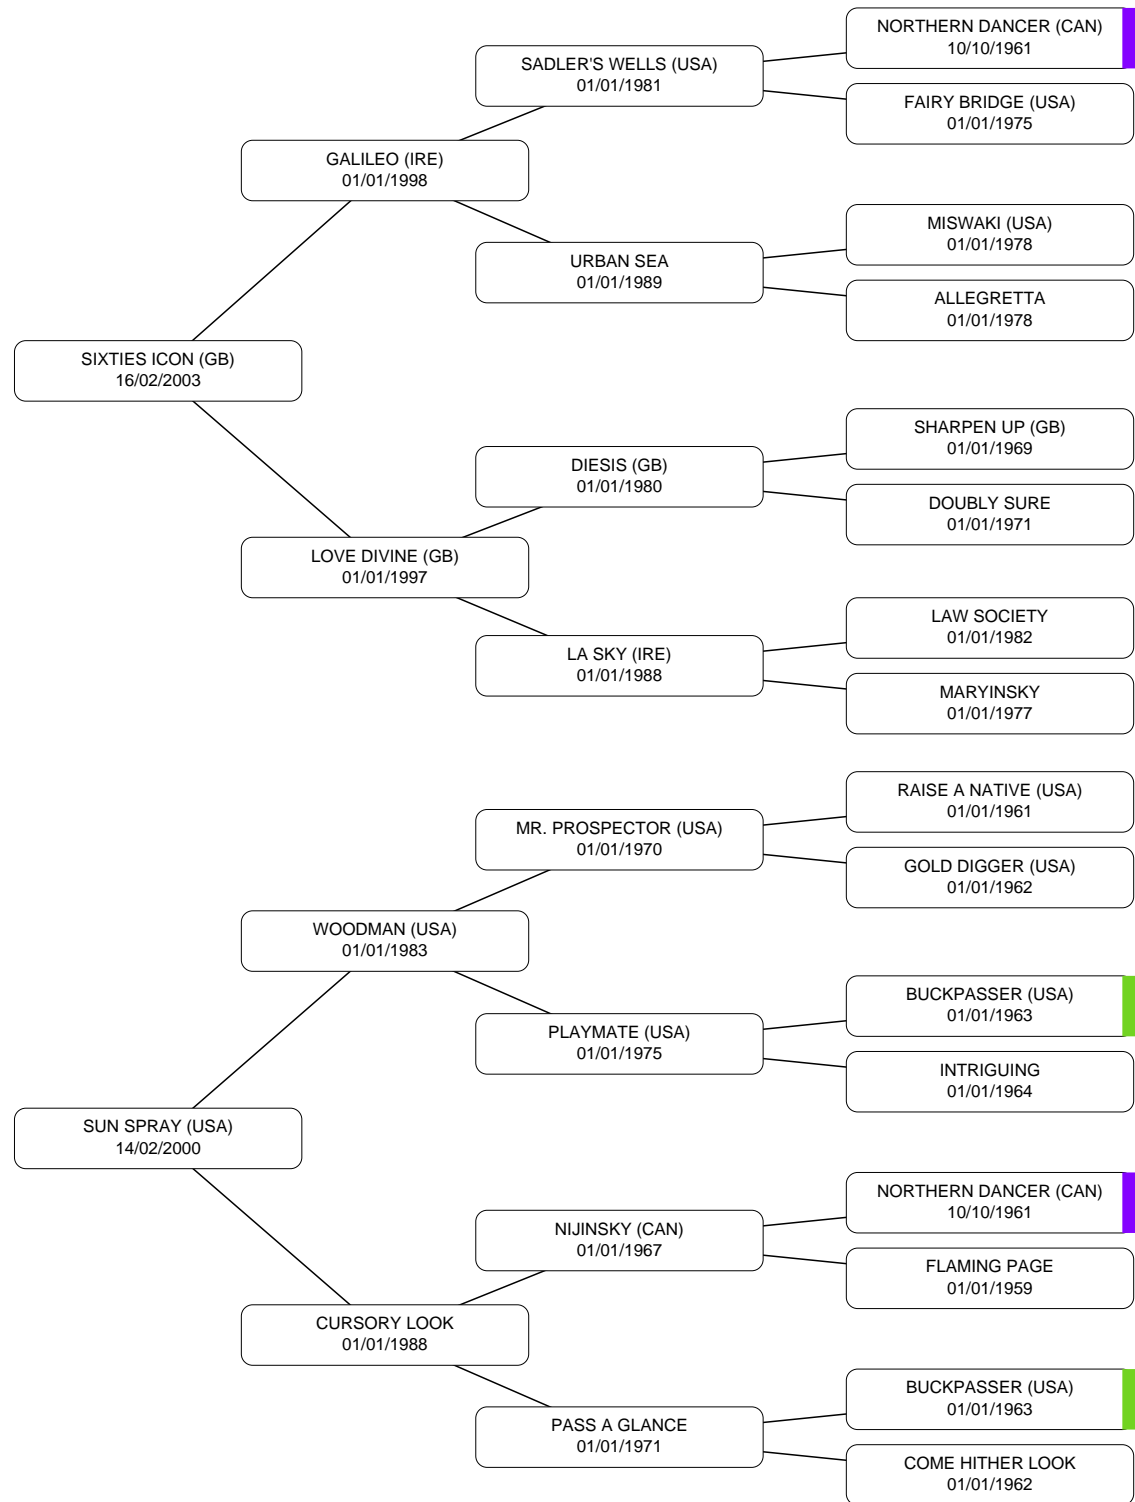 NORTHERN DANCER (CAN)
10/10/1961
SADLER'S WELLS (USA)
01/01/1981
FAIRY BRIDGE (USA)
01/01/1975
GALILEO (IRE)
01/01/1998
MISWAKI (USA)
01/01/1978
URBAN SEA
01/01/1989
ALLEGRETTA
01/01/1978
SIXTIES ICON (GB)
16/02/2003
SHARPEN UP (GB)
01/01/1969
DIESIS (GB)
01/01/1980
DOUBLY SURE
01/01/1971
LOVE DIVINE (GB)
01/01/1997
LAW SOCIETY
01/01/1982
LA SKY (IRE)
01/01/1988
MARYINSKY
01/01/1977
RAISE A NATIVE (USA)
01/01/1961
MR. PROSPECTOR (USA)
01/01/1970
GOLD DIGGER (USA)
01/01/1962
WOODMAN (USA)
01/01/1983
BUCKPASSER (USA)
01/01/1963
PLAYMATE (USA)
01/01/1975
INTRIGUING
01/01/1964
SUN SPRAY (USA)
14/02/2000
NORTHERN DANCER (CAN)
10/10/1961
NIJINSKY (CAN)
01/01/1967
FLAMING PAGE
01/01/1959
CURSORY LOOK
01/01/1988
BUCKPASSER (USA)
01/01/1963
PASS A GLANCE
01/01/1971
COME HITHER LOOK
01/01/1962